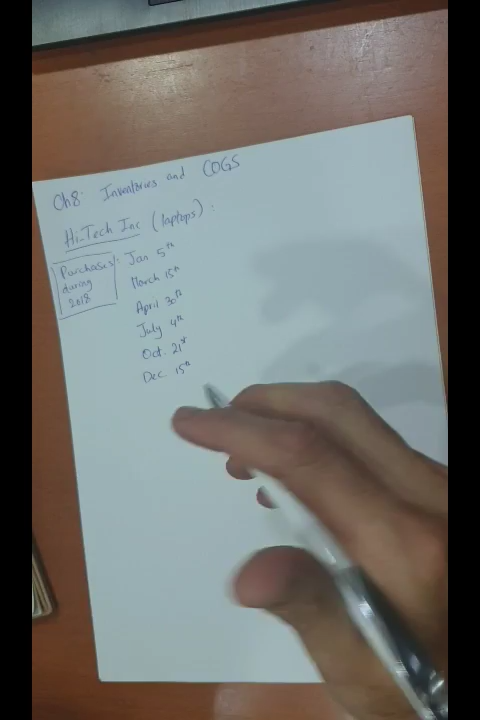 Ch8: Inventories and COGS
Hi-Tech Inc (laptops):
Purchases: Jan 5th
during
2018
March 15th
April 30th
July 4th
Oct. 21st
Dec. 15th